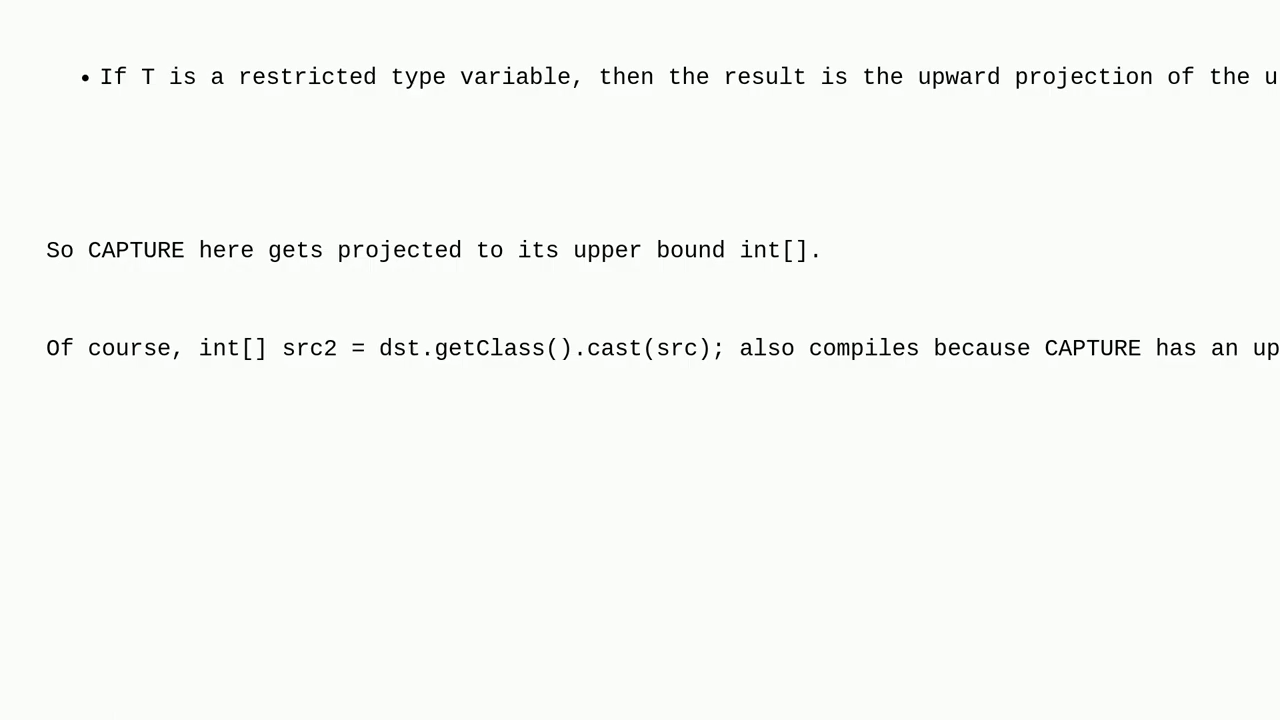 • If T is a restricted type variable, then the result is the upward projection of the
So CAPTURE here gets projected to its upper bound int[].
Of course, int[] src2 = dst.getClass().cast(src); also compiles because CAPTURE has an